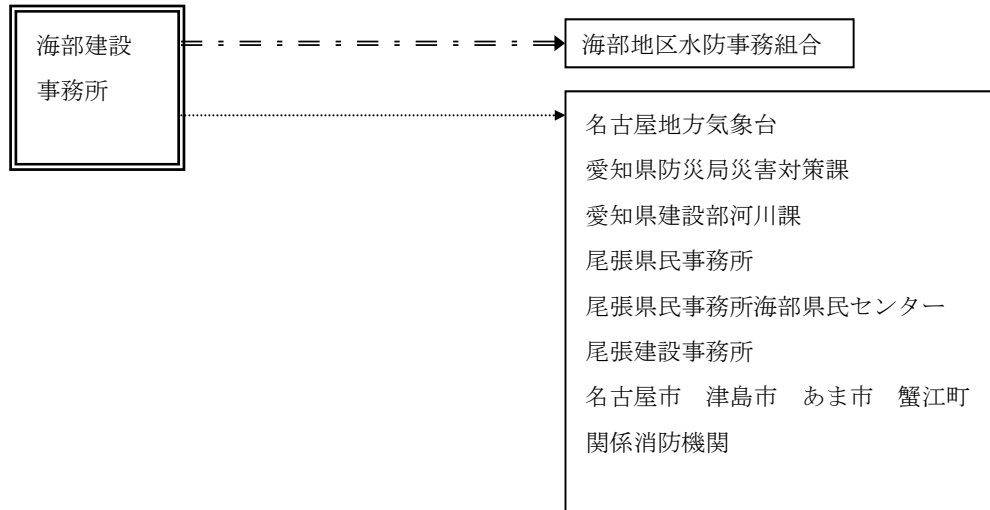 海部建設
事務所
海部地区水防事務組合
名古屋地方気象台
愛知県防災局災害対策課
愛知県建設部河川課
尾張県民事務所
尾張県民事務所海部県民センター
尾張建設事務所
名古屋市　津島市　あま市　蟹江町
関係消防機関